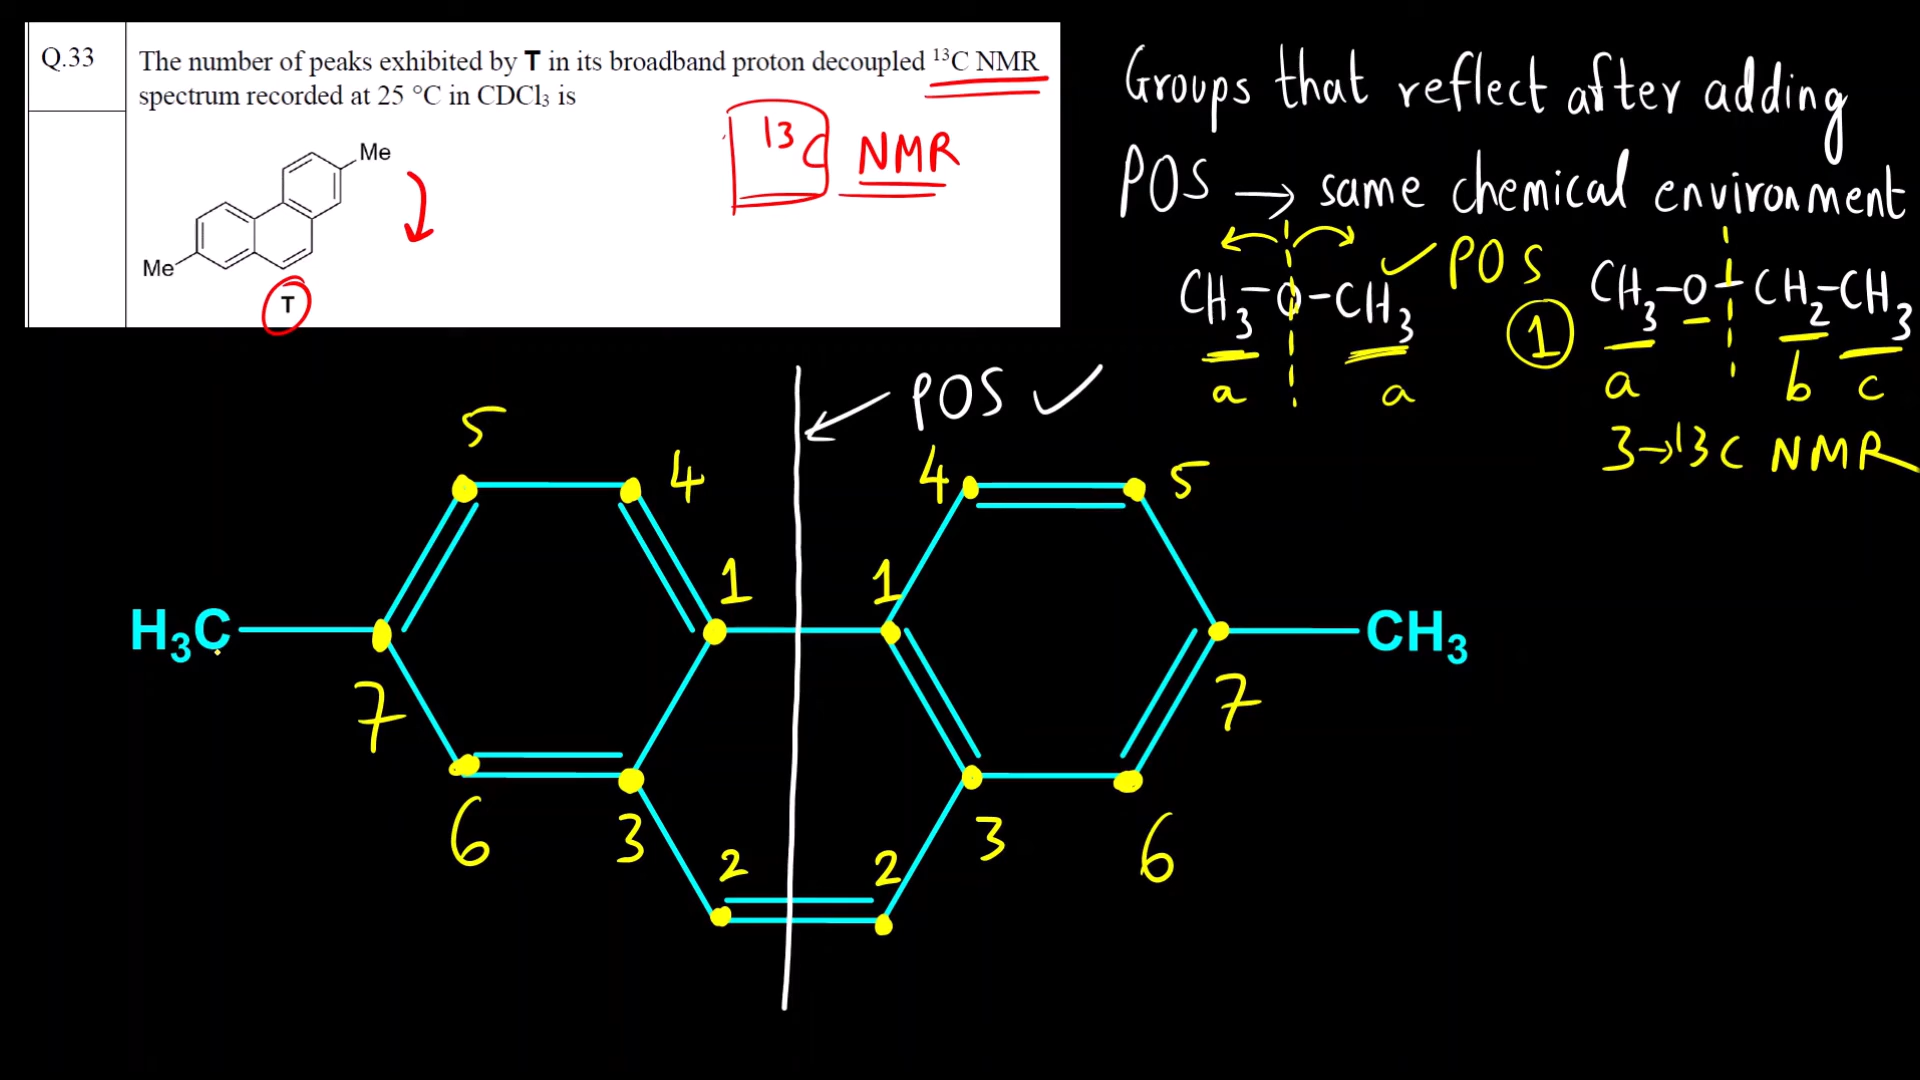 Q.33
The number of peaks exhibited by T in its broadband proton decoupled ¹³C NMR
spectrum recorded at 25 °C in CDCl₃ is
Me
Me
T
13C NMR
Groups that reflect after adding
POS → same chemical environment
CH₃-O-CH₃ ✓ POS
a a
1
CH₃-O-CH₂-CH₃
a b c
3→13C NMR
← POS ✓
5 4 4 5
1 1
H₃C CH₃
7 7
6 3 3 6
2 2